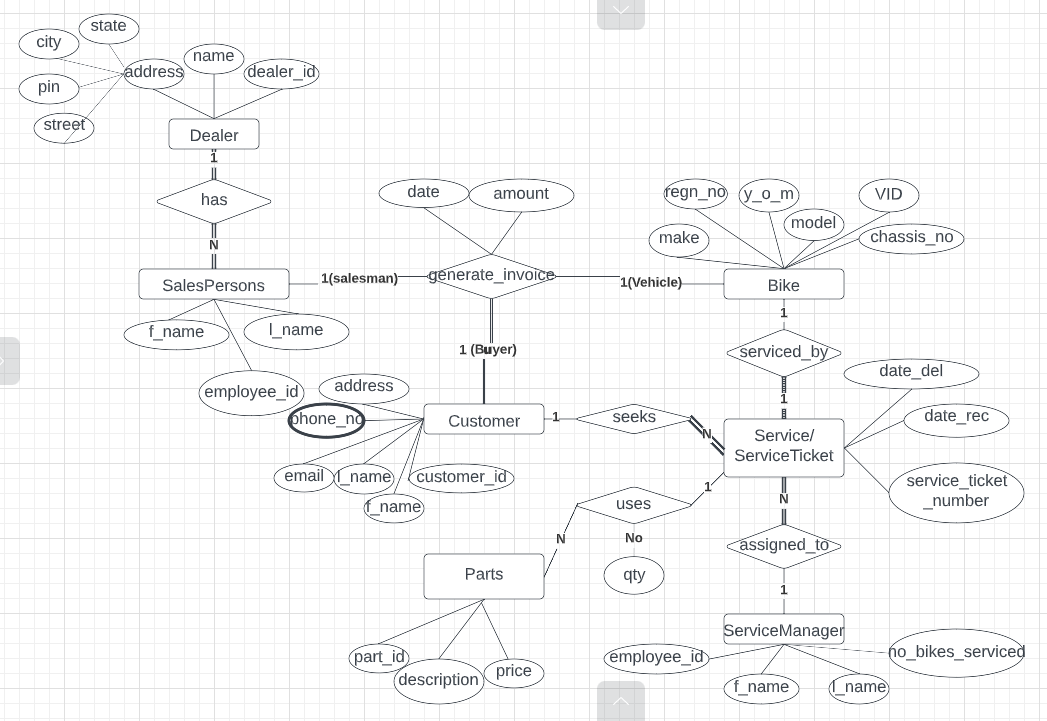 state
city
name
address
dealer_id
pin
street
Dealer
1
has
N
date
amount
regn_no
y_o_m
VID
model
make
chassis_no
SalesPersons
1(salesman)
generate_invoice
1(Vehicle)
Bike
1
f_name
l_name
1 (Buyer)
serviced_by
date_del
employee_id
address
1
phone_no
Customer
1
seeks
N
date_rec
Service/
ServiceTicket
email
l_name
customer_id
1
service_ticket
_number
f_name
uses
N
N
No
assigned_to
Parts
qty
1
ServiceManager
part_id
description
price
employee_id
no_bikes_serviced
f_name
l_name